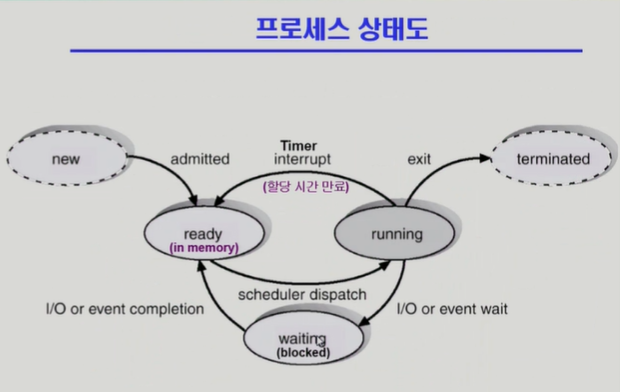 프로세스 상태도
new
admitted
Timer
interrupt
(할당 시간 만료)
exit
terminated
ready
(in memory)
running
scheduler dispatch
I/O or event completion
I/O or event wait
waiting
(blocked)